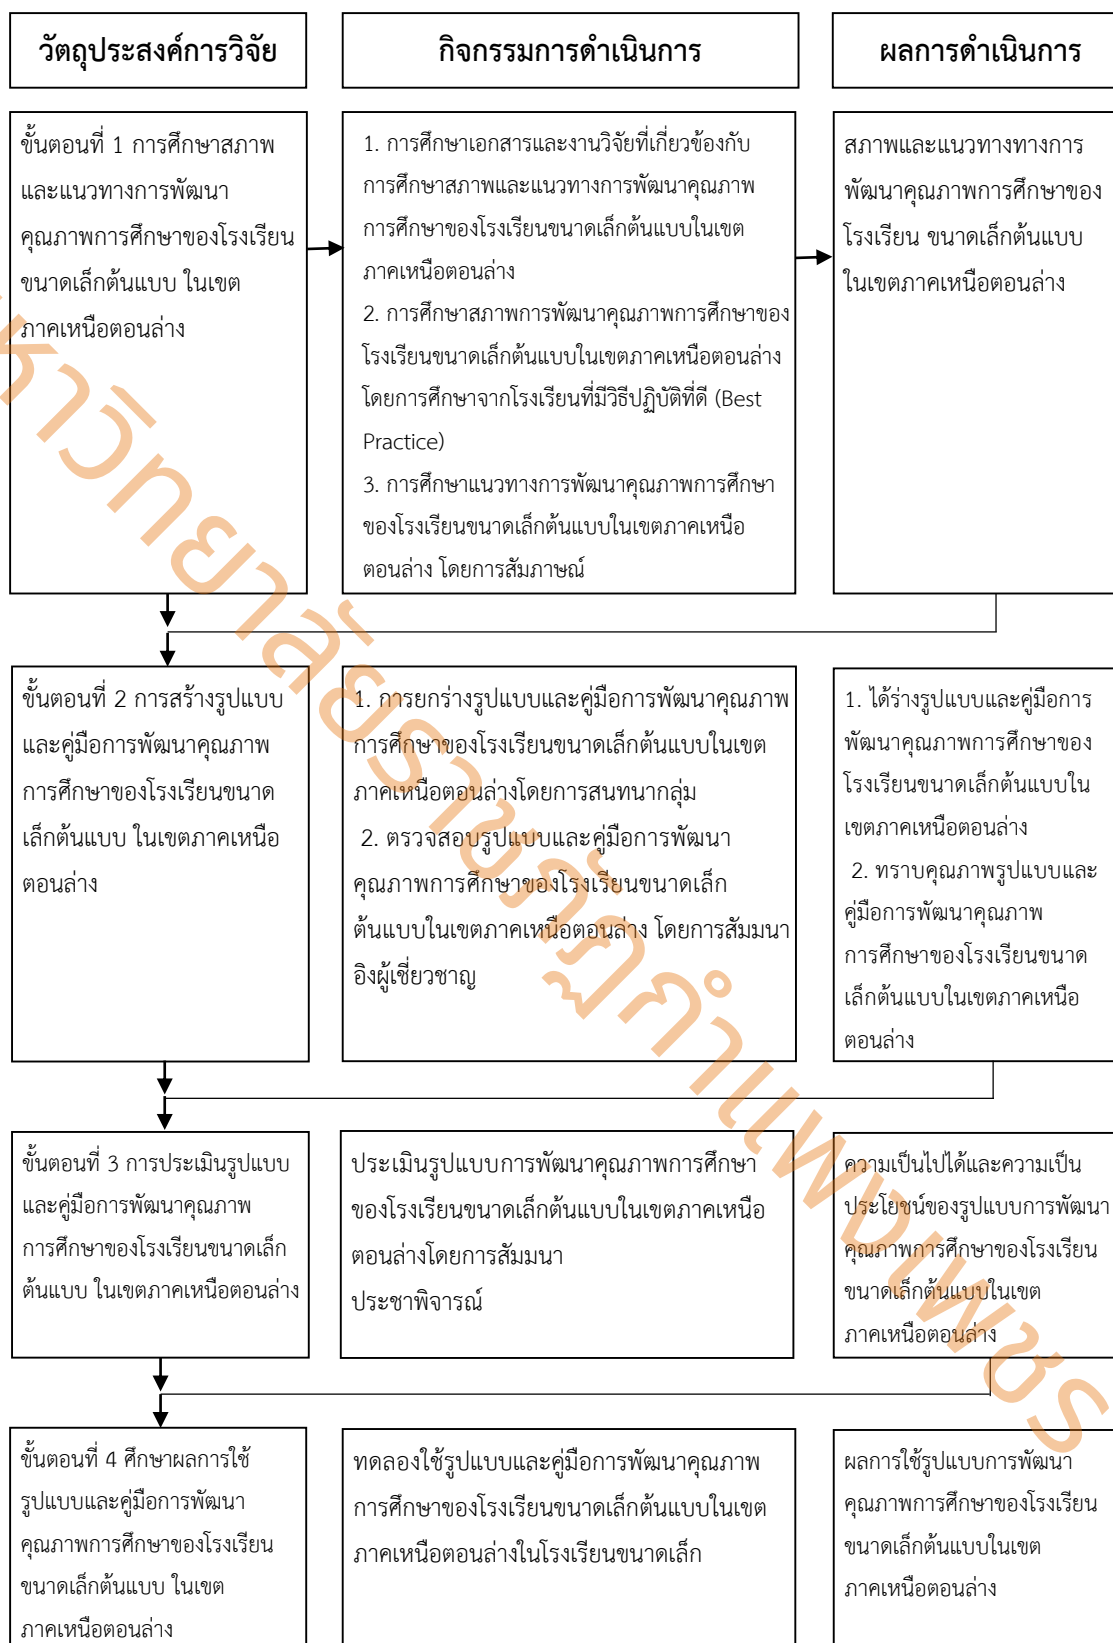 วัตถุประสงค์การวิจัย
กิจกรรมการดำเนินการ
ผลการดำเนินการ
ขั้นตอนที่ 1 การศึกษาสภาพ
และแนวทางการพัฒนา
คุณภาพการศึกษาของโรงเรียน
ขนาดเล็กต้นแบบ ในเขต
ภาคเหนือตอนล่าง
1. การศึกษาเอกสารและงานวิจัยที่เกี่ยวข้องกับ
การศึกษาสภาพและแนวทางการพัฒนาคุณภาพ
การศึกษาของโรงเรียนขนาดเล็กต้นแบบในเขต
ภาคเหนือตอนล่าง
2. การศึกษาสภาพการพัฒนาคุณภาพการศึกษาของ
โรงเรียนขนาดเล็กต้นแบบในเขตภาคเหนือตอนล่าง
โดยการศึกษาจากโรงเรียนที่มีวิธีปฏิบัติที่ดี (Best
Practice)
3. การศึกษาแนวทางการพัฒนาคุณภาพการศึกษา
ของโรงเรียนขนาดเล็กต้นแบบในเขตภาคเหนือ
ตอนล่าง โดยการสัมภาษณ์
สภาพและแนวทางทางการ
พัฒนาคุณภาพการศึกษาของ
โรงเรียน ขนาดเล็กต้นแบบ
ในเขตภาคเหนือตอนล่าง
ขั้นตอนที่ 2 การสร้างรูปแบบ
และคู่มือการพัฒนาคุณภาพ
การศึกษาของโรงเรียนขนาด
เล็กต้นแบบ ในเขตภาคเหนือ
ตอนล่าง
1. การยกร่างรูปแบบและคู่มือการพัฒนาคุณภาพ
การศึกษาของโรงเรียนขนาดเล็กต้นแบบในเขต
ภาคเหนือตอนล่างโดยการสนทนากลุ่ม
2. ตรวจสอบรูปแบบและคู่มือการพัฒนา
คุณภาพการศึกษาของโรงเรียนขนาดเล็ก
ต้นแบบในเขตภาคเหนือตอนล่าง โดยการสัมมนา
อิงผู้เชี่ยวชาญ
1. ได้ร่างรูปแบบและคู่มือการ
พัฒนาคุณภาพการศึกษาของ
โรงเรียนขนาดเล็กต้นแบบใน
เขตภาคเหนือตอนล่าง
2. ทราบคุณภาพรูปแบบและ
คู่มือการพัฒนาคุณภาพ
การศึกษาของโรงเรียนขนาด
เล็กต้นแบบในเขตภาคเหนือ
ตอนล่าง
ขั้นตอนที่ 3 การประเมินรูปแบบ
และคู่มือการพัฒนาคุณภาพ
การศึกษาของโรงเรียนขนาดเล็ก
ต้นแบบ ในเขตภาคเหนือตอนล่าง
ประเมินรูปแบบการพัฒนาคุณภาพการศึกษา
ของโรงเรียนขนาดเล็กต้นแบบในเขตภาคเหนือ
ตอนล่างโดยการสัมมนา
ประชาพิจารณ์
ความเป็นไปได้และความเป็น
ประโยชน์ของรูปแบบการพัฒนา
คุณภาพการศึกษาของโรงเรียน
ขนาดเล็กต้นแบบในเขต
ภาคเหนือตอนล่าง
ขั้นตอนที่ 4 ศึกษาผลการใช้
รูปแบบและคู่มือการพัฒนา
คุณภาพการศึกษาของโรงเรียน
ขนาดเล็กต้นแบบ ในเขต
ภาคเหนือตอนล่าง
ทดลองใช้รูปแบบและคู่มือการพัฒนาคุณภาพ
การศึกษาของโรงเรียนขนาดเล็กต้นแบบในเขต
ภาคเหนือตอนล่างในโรงเรียนขนาดเล็ก
ผลการใช้รูปแบบการพัฒนา
คุณภาพการศึกษาของโรงเรียน
ขนาดเล็กต้นแบบในเขต
ภาคเหนือตอนล่าง
หาวิทยาลัยราชภัฏกำแพงเพชร